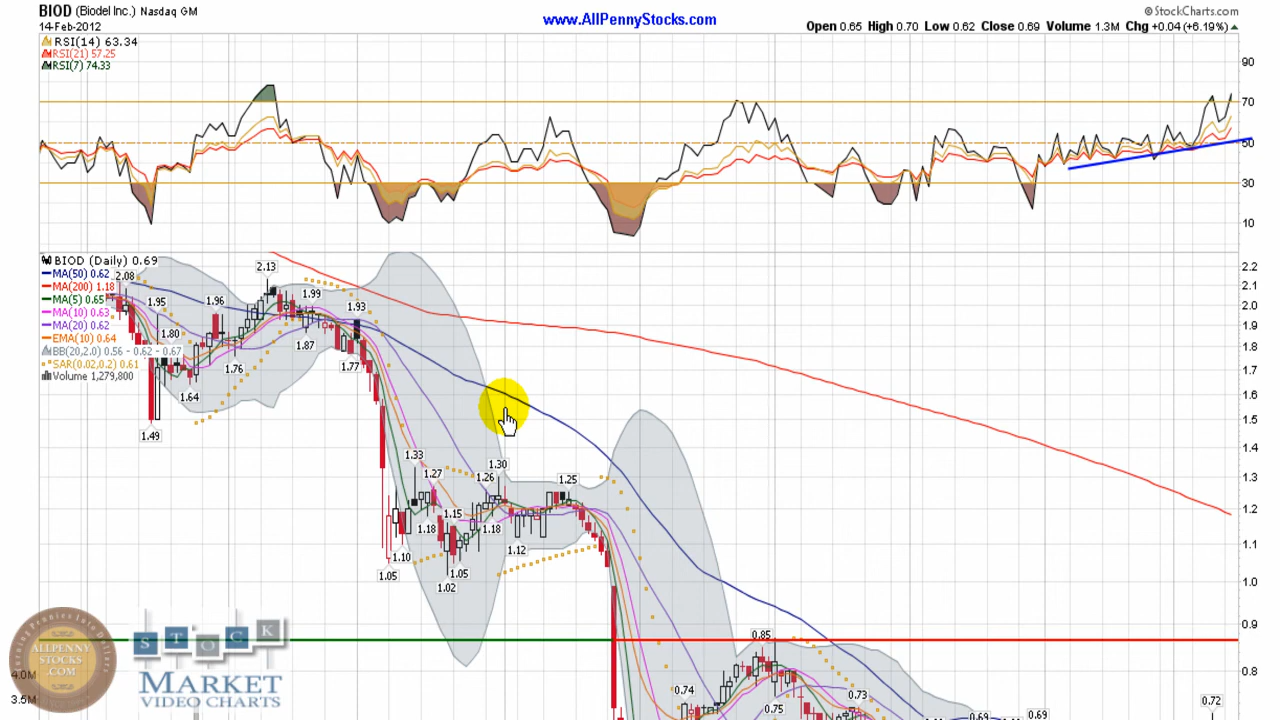 BIOD (Biodel Inc.) Nasdaq GM
© StockCharts.com
www.AllPennyStocks.com
14-Feb-2012
Open 0.65 High 0.70 Low 0.62 Close 0.69 Volume 1.3M Chg +0.04 (+6.19%)
RSI(14) 63.34
RSI(21) 57.25
RSI(7) 74.33
90
70
50
30
10
BIOD (Daily) 0.69
MA(50) 0.62
MA(200) 1.18
MA(5) 0.65
MA(10) 0.63
MA(20) 0.62
EMA(10) 0.64
BB(20,2.0) 0.56 - 0.62 - 0.67
SAR(0.02,0.2) 0.61
Volume 1,279,800
2.08
1.95
1.80
1.96
2.13
1.99
1.93
1.87
1.77
1.76
1.64
1.49
1.33
1.27
1.30
1.26
1.25
1.15
1.18
1.18
1.12
1.10
1.05
1.05
1.02
0.85
0.74
0.75
0.73
0.69
0.69
0.72
2.2
2.1
2.0
1.9
1.8
1.7
1.6
1.5
1.4
1.3
1.2
1.1
1.0
0.9
0.8
4.0M
3.5M
ALLPENNY
STOCKS
.COM
STOCK
MARKET
VIDEO CHARTS